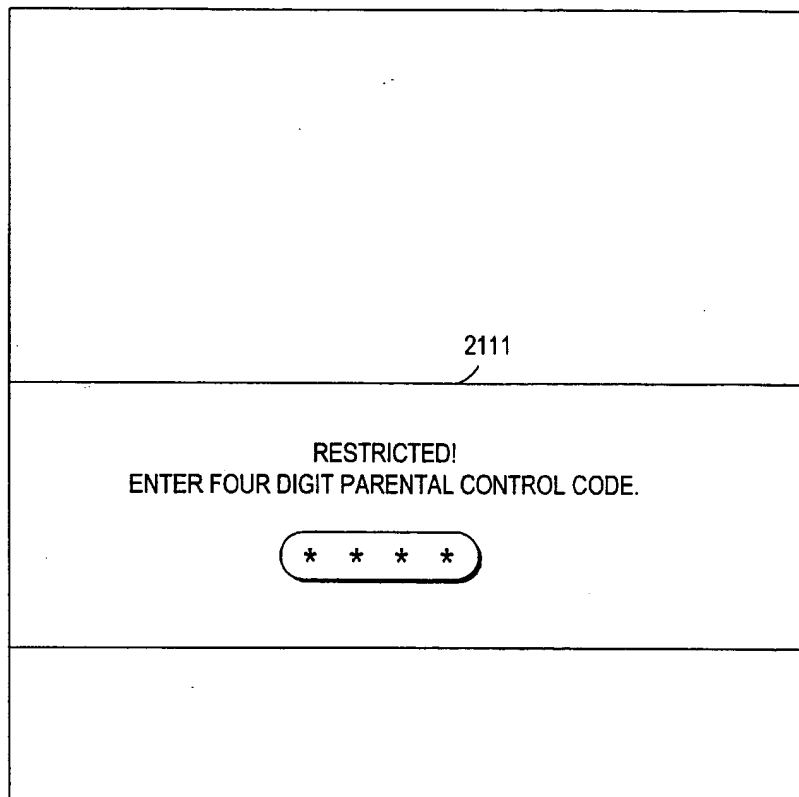 2111
RESTRICTED!
ENTER FOUR DIGIT PARENTAL CONTROL CODE.
* * * *